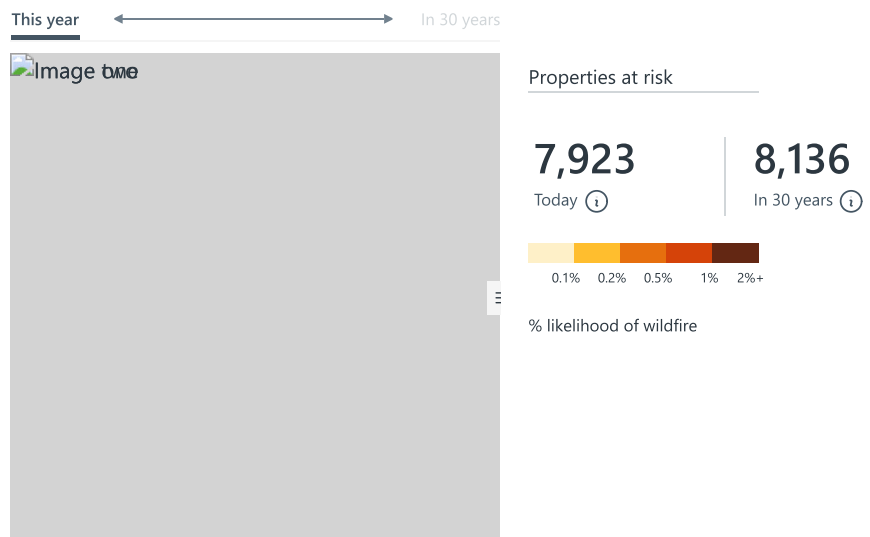 This year
In 30 years
Image
Properties at risk
7,923
8,136
Today
In 30 years
0.1% 0.2% 0.5% 1% 2%+
% likelihood of wildfire